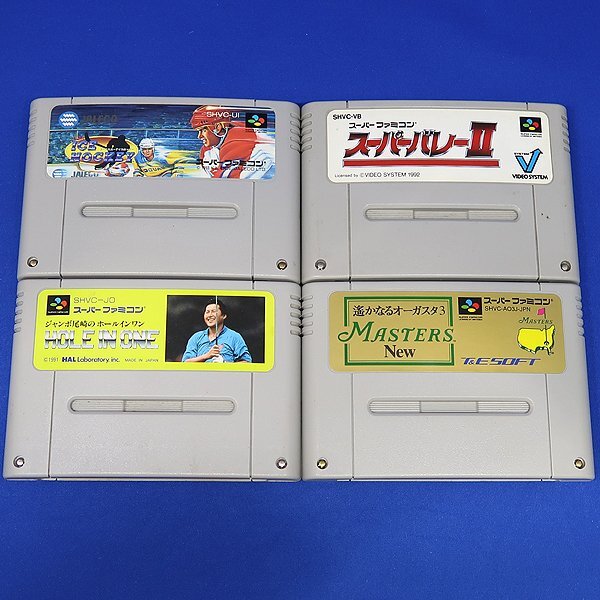 JALECO
SHVC-UI
ICE
HOCKEY
JALECO
スーパーファミコン
SHVC-VB
スーパーファミコン
スーパーバレーII
Licensed by © VIDEO SYSTEM 1992
VIDEO SYSTEM
SHVC-JO
スーパーファミコン
ジャンボ尾崎のホールインワン
HOLE IN ONE
© 1991 HAL Laboratory, inc. MADE IN JAPAN
遙かなるオーガスタ3
MASTERS
New
スーパーファミコン
SHVC-AO3J-JPN
MASTERS
T&ESOFT